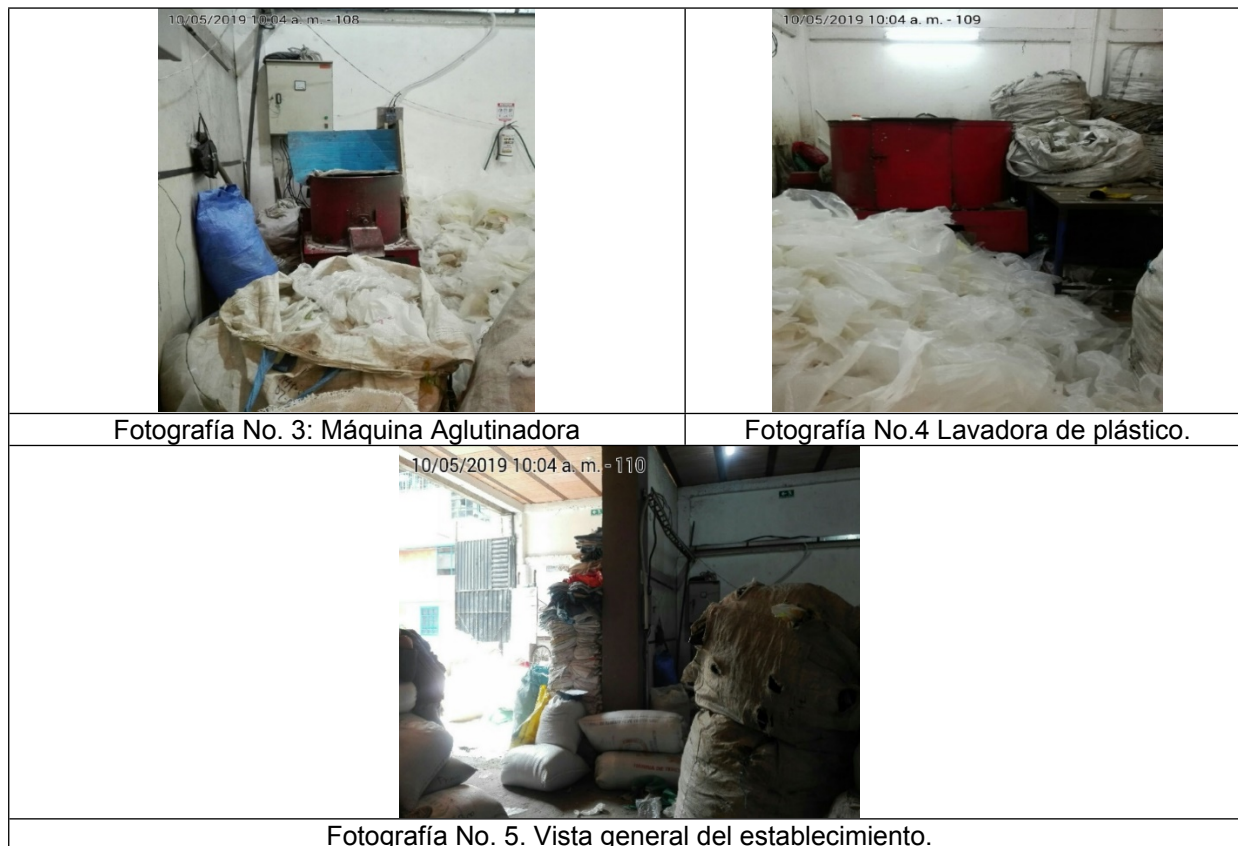 10/05/2019 10:04 a. m. - 108
10/05/2019 10:04 a. m. - 109
Fotografía No. 3: Máquina Aglutinadora
Fotografía No.4 Lavadora de plástico.
10/05/2019 10:04 a. m. - 110
Fotografía No. 5. Vista general del establecimiento.